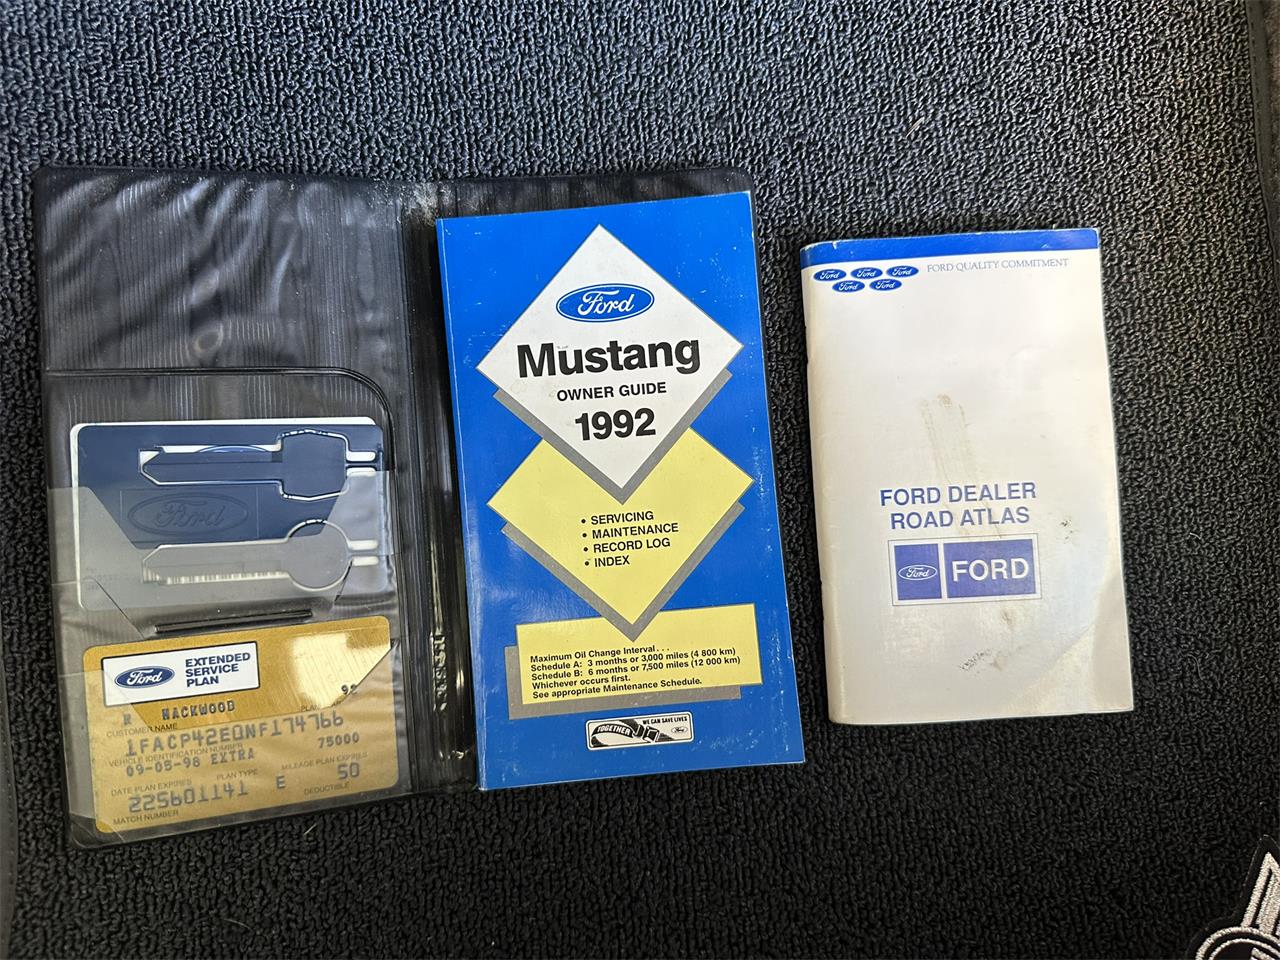 Ford
Ford
EXTENDED
SERVICE
PLAN
R HACKWOOD
CUSTOMER NAME
1FACP42E0NF174766
VEHICLE IDENTIFICATION NUMBER
75000
09-05-98 EXTRA
DATE PLAN EXPIRES PLAN TYPE MILEAGE PLAN EXPIRES
225601141 E 50
MATCH NUMBER DEDUCTIBLE
Ford
Mustang
OWNER GUIDE
1992
• SERVICING
• MAINTENANCE
• RECORD LOG
• INDEX
Maximum Oil Change Interval . . .
Schedule A: 3 months or 3,000 miles (4 800 km)
Schedule B: 6 months or 7,500 miles (12 000 km)
Whichever occurs first.
See appropriate Maintenance Schedule.
TOGETHER WE CAN SAVE LIVES
Ford
Ford Ford Ford FORD QUALITY COMMITMENT
Ford Ford
FORD DEALER
ROAD ATLAS
Ford FORD